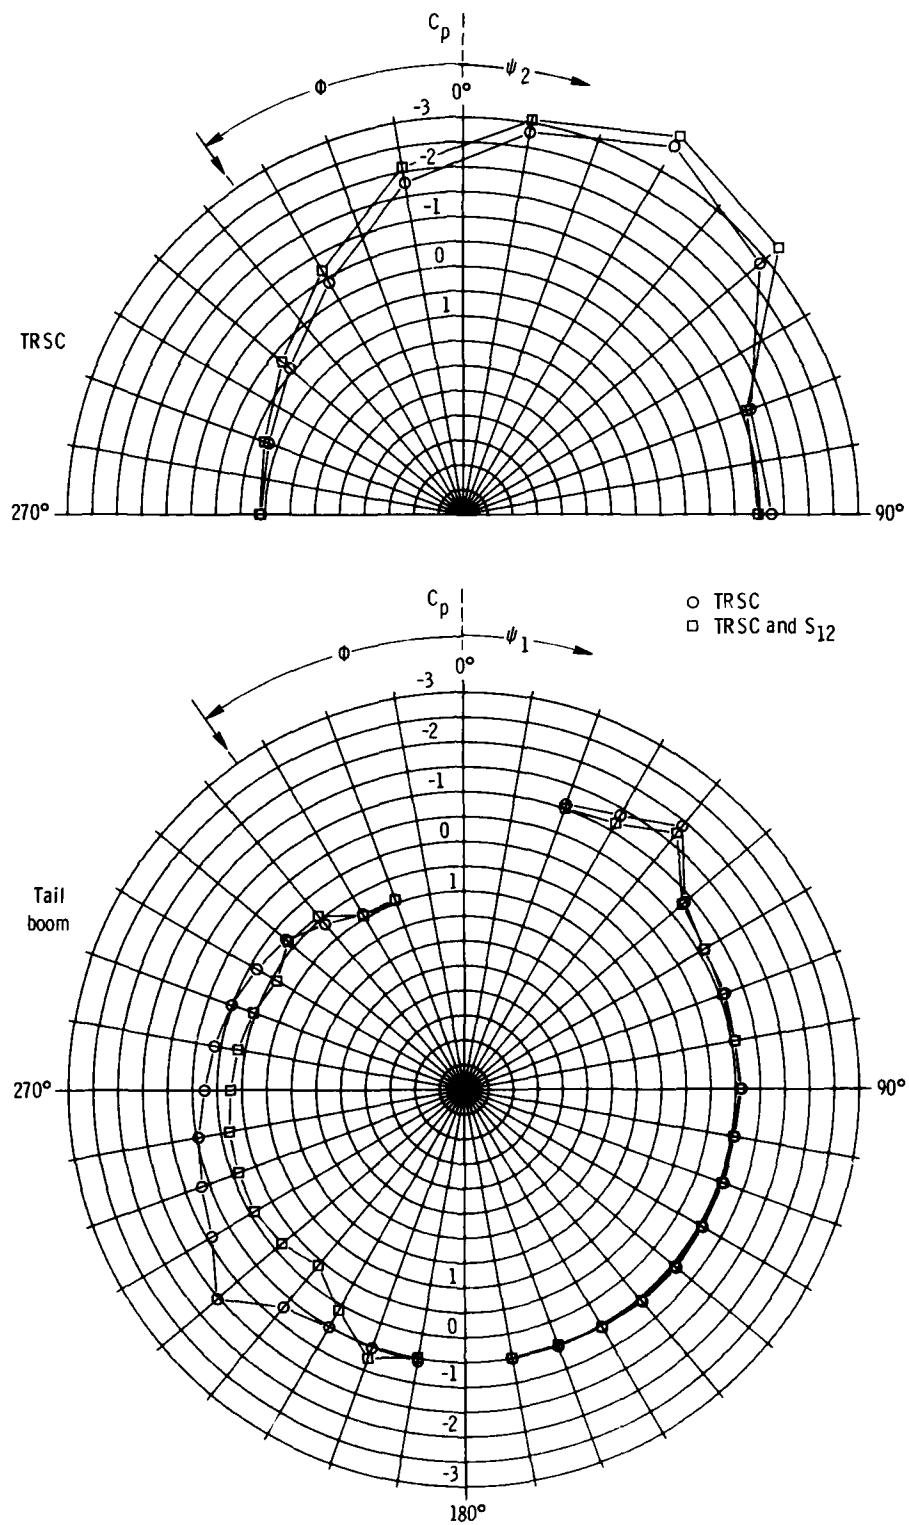 Cp
Φ
ψ2
0°
-3
-2
-1
0
1
TRSC
270°
90°
Cp
○ TRSC
□ TRSC and S12
Φ
ψ1
0°
-3
-2
-1
0
1
Tail
boom
270°
90°
1
0
-1
-2
-3
180°